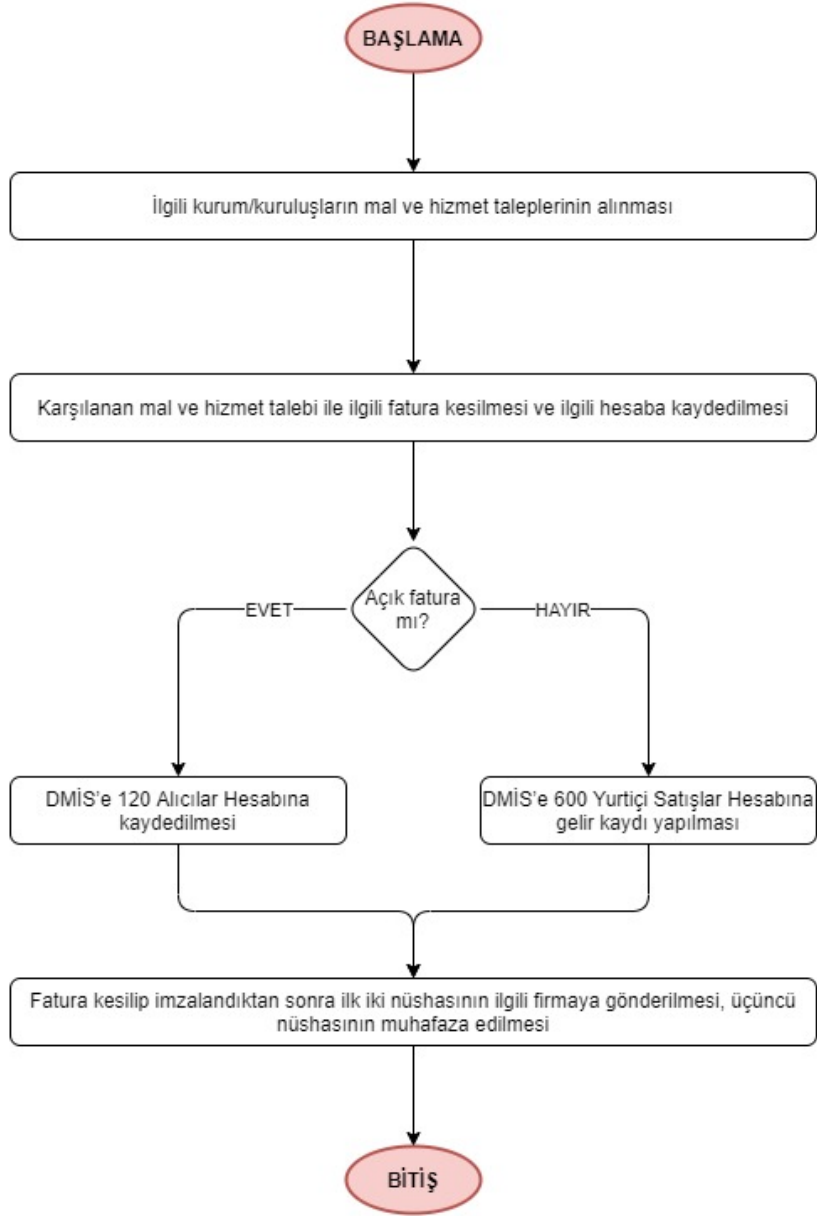 BAŞLAMA
İlgili kurum/kuruluşların mal ve hizmet taleplerinin alınması
Karşılanan mal ve hizmet talebi ile ilgili fatura kesilmesi ve ilgili hesaba kaydedilmesi
Açık fatura
mı?
EVET
HAYIR
DMİS'e 120 Alıcılar Hesabına
kaydedilmesi
DMİS'e 600 Yurtiçi Satışlar Hesabına
gelir kaydı yapılması
Fatura kesilip imzalandıktan sonra ilk iki nüshasının ilgili firmaya gönderilmesi, üçüncü
nüshasının muhafaza edilmesi
BİTİŞ